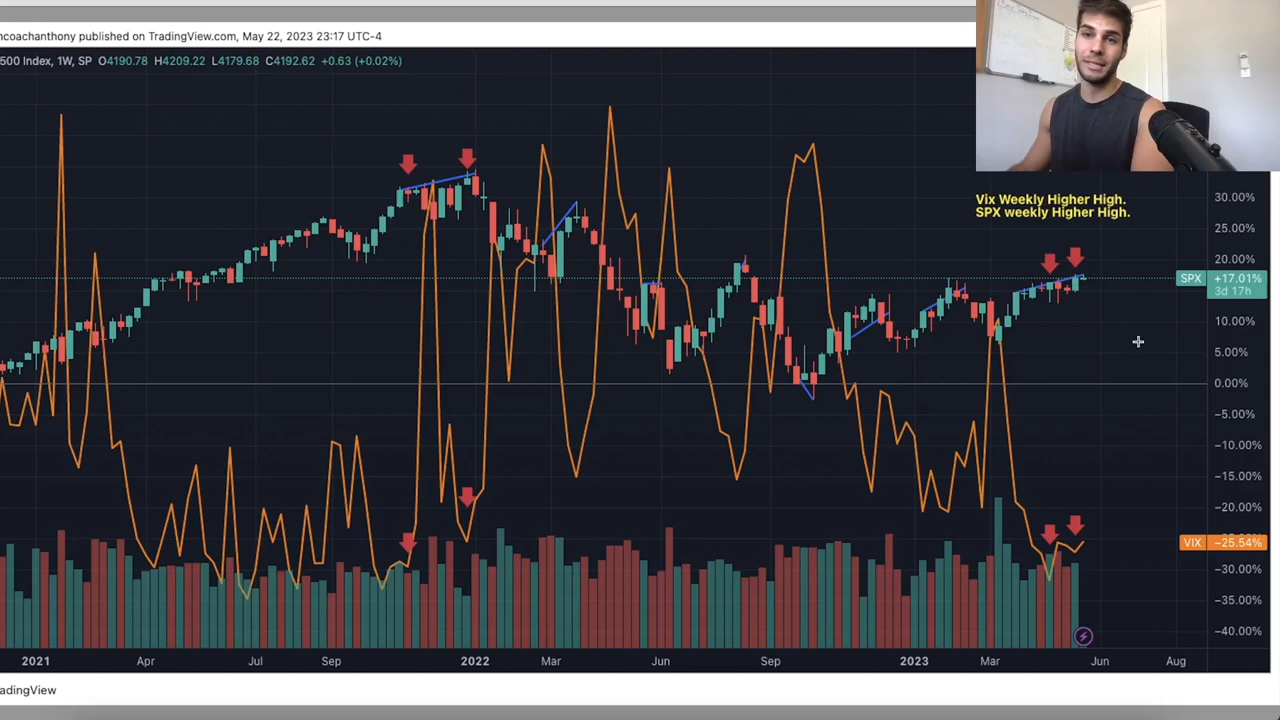 ncoachanthony published on TradingView.com, May 22, 2023 23:17 UTC-4
500 Index, 1W, SP O4190.78 H4209.22 L4179.68 C4192.62 +0.63 (+0.02%)
Vix Weekly Higher High.
SPX weekly Higher High.
30.00%
25.00%
20.00%
SPX +17.01%
3d 17h
10.00%
5.00%
0.00%
−5.00%
−10.00%
−15.00%
−20.00%
VIX −25.54%
−30.00%
−35.00%
−40.00%
2021 Apr Jul Sep 2022 Mar Jun Sep 2023 Mar Jun Aug
radingView